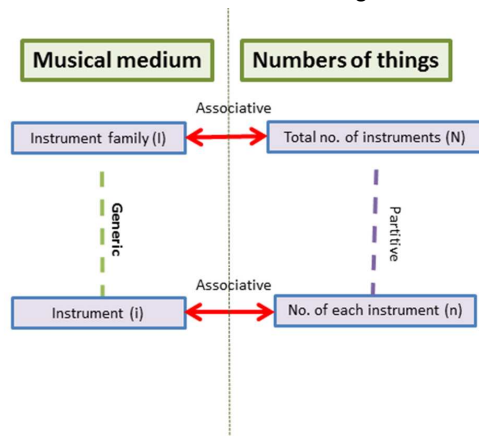 Musical medium
Numbers of things
Associative
Instrument family (I)
Total no. of instruments (N)
Generic
Partitive
Associative
Instrument (i)
No. of each instrument (n)